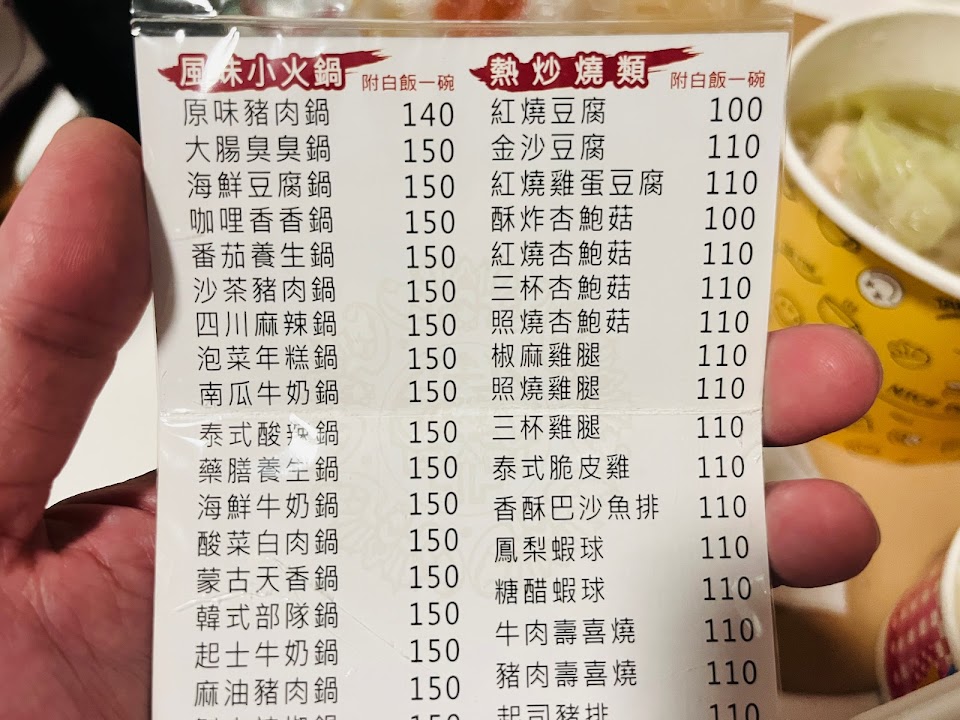 風味小火鍋 附白飯一碗
原味豬肉鍋 140
大腸臭臭鍋 150
海鮮豆腐鍋 150
咖哩香香鍋 150
番茄養生鍋 150
沙茶豬肉鍋 150
四川麻辣鍋 150
泡菜年糕鍋 150
南瓜牛奶鍋 150
泰式酸辣鍋 150
藥膳養生鍋 150
海鮮牛奶鍋 150
酸菜白肉鍋 150
蒙古天香鍋 150
韓式部隊鍋 150
起士牛奶鍋 150
麻油豬肉鍋 150
熱炒燒類 附白飯一碗
紅燒豆腐 100
金沙豆腐 110
紅燒雞蛋豆腐 110
酥炸杏鮑菇 100
紅燒杏鮑菇 110
三杯杏鮑菇 110
照燒杏鮑菇 110
椒麻雞腿 110
照燒雞腿 110
三杯雞腿 110
泰式脆皮雞 110
香酥巴沙魚排 110
鳳梨蝦球 110
糖醋蝦球 110
牛肉壽喜燒 110
豬肉壽喜燒 110
起司豬排 110